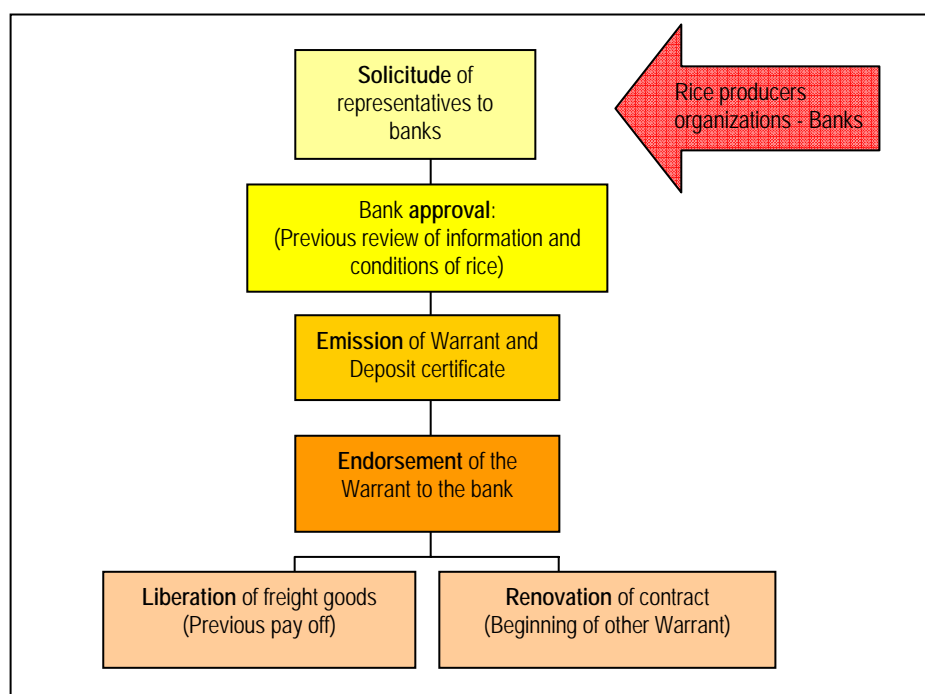 Solicitude of
representatives to
banks
Rice producers
organizations - Banks
Bank approval:
(Previous review of information and
conditions of rice)
Emission of Warrant and
Deposit certificate
Endorsement of the
Warrant to the bank
Liberation of freight goods
(Previous pay off)
Renovation of contract
(Beginning of other Warrant)